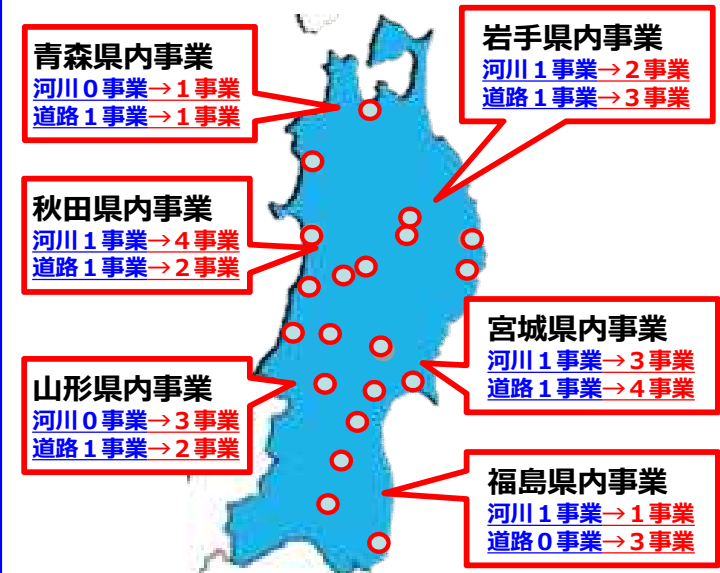 青森県内事業
河川０事業→１事業
道路１事業→１事業
岩手県内事業
河川１事業→２事業
道路１事業→３事業
秋田県内事業
河川１事業→４事業
道路１事業→２事業
宮城県内事業
河川１事業→３事業
道路１事業→４事業
山形県内事業
河川０事業→３事業
道路１事業→２事業
福島県内事業
河川１事業→１事業
道路０事業→３事業